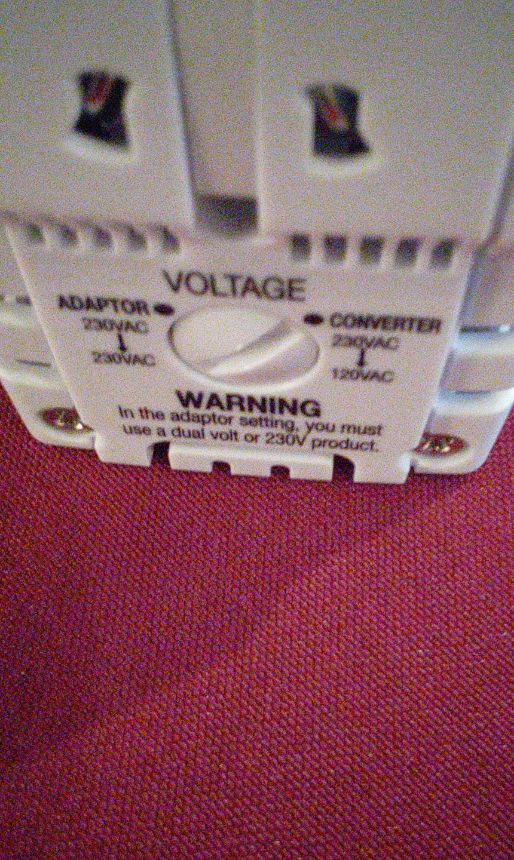 VOLTAGE
ADAPTOR
230VAC
230VAC
CONVERTER
230VAC
120VAC
WARNING
In the adaptor setting, you must
use a dual volt or 230V product.